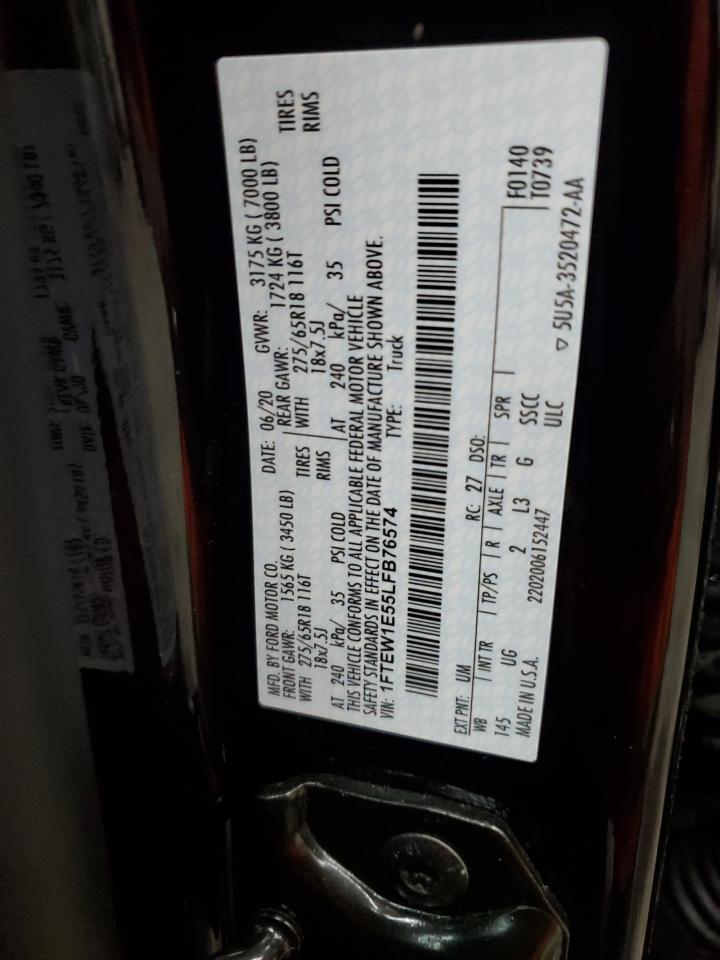 MFD. BY FORD MOTOR CO. DATE: 06/20 GVWR: 3175 KG ( 7000 LB)
FRONT GAWR: 1565 KG ( 3450 LB) REAR GAWR: 1724 KG ( 3800 LB)
WITH 275/65R18 116T TIRES WITH 275/65R18 116T TIRES
18x7.5J RIMS 18x7.5J RIMS
AT 240 kPa/ 35 PSI COLD AT 240 kPa/ 35 PSI COLD
THIS VEHICLE CONFORMS TO ALL APPLICABLE FEDERAL MOTOR VEHICLE
SAFETY STANDARDS IN EFFECT ON THE DATE OF MANUFACTURE SHOWN ABOVE.
VIN: 1FTEW1E55LFB76574 TYPE: Truck
EXT PNT: UM RC: 27 DSO:
WB INT TR TP/PS R AXLE TR SPR F0140
145 UG 2 L3 G SSCC T0739
MADE IN U.S.A. 2202006152447 ULC ▽ 5U5A-3520472-AA